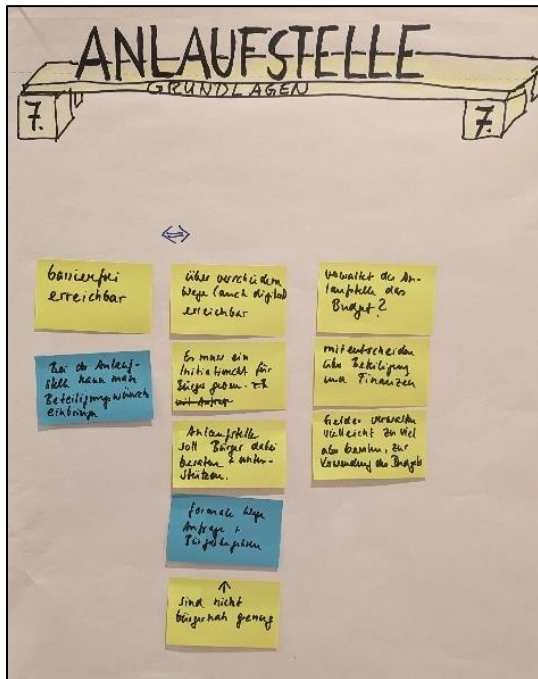 ANLAUFSTELLE
GRUNDLAGEN
7.
7.
barrierefrei
erreichbar
Bei der Anlauf-
stelle kann man
Beteiligungswunsch
einbringen
über verschiedene
Wege (auch digital)
erreichbar
Es muss ein
Initiativrecht für
Bürger geben.
Anlaufstelle
soll Bürger dabei
beraten + unter-
stützen.
formale Wege
Anfrage +
Bürgerbegehren
↑
sind nicht
bürgernah genug
verwaltet die An-
laufstelle das
Budget?
mitentscheiden
über Beteiligung
und Finanzen
Gelder verwalten
vielleicht zu viel
aber beraten, zur
Verwendung des Budgets